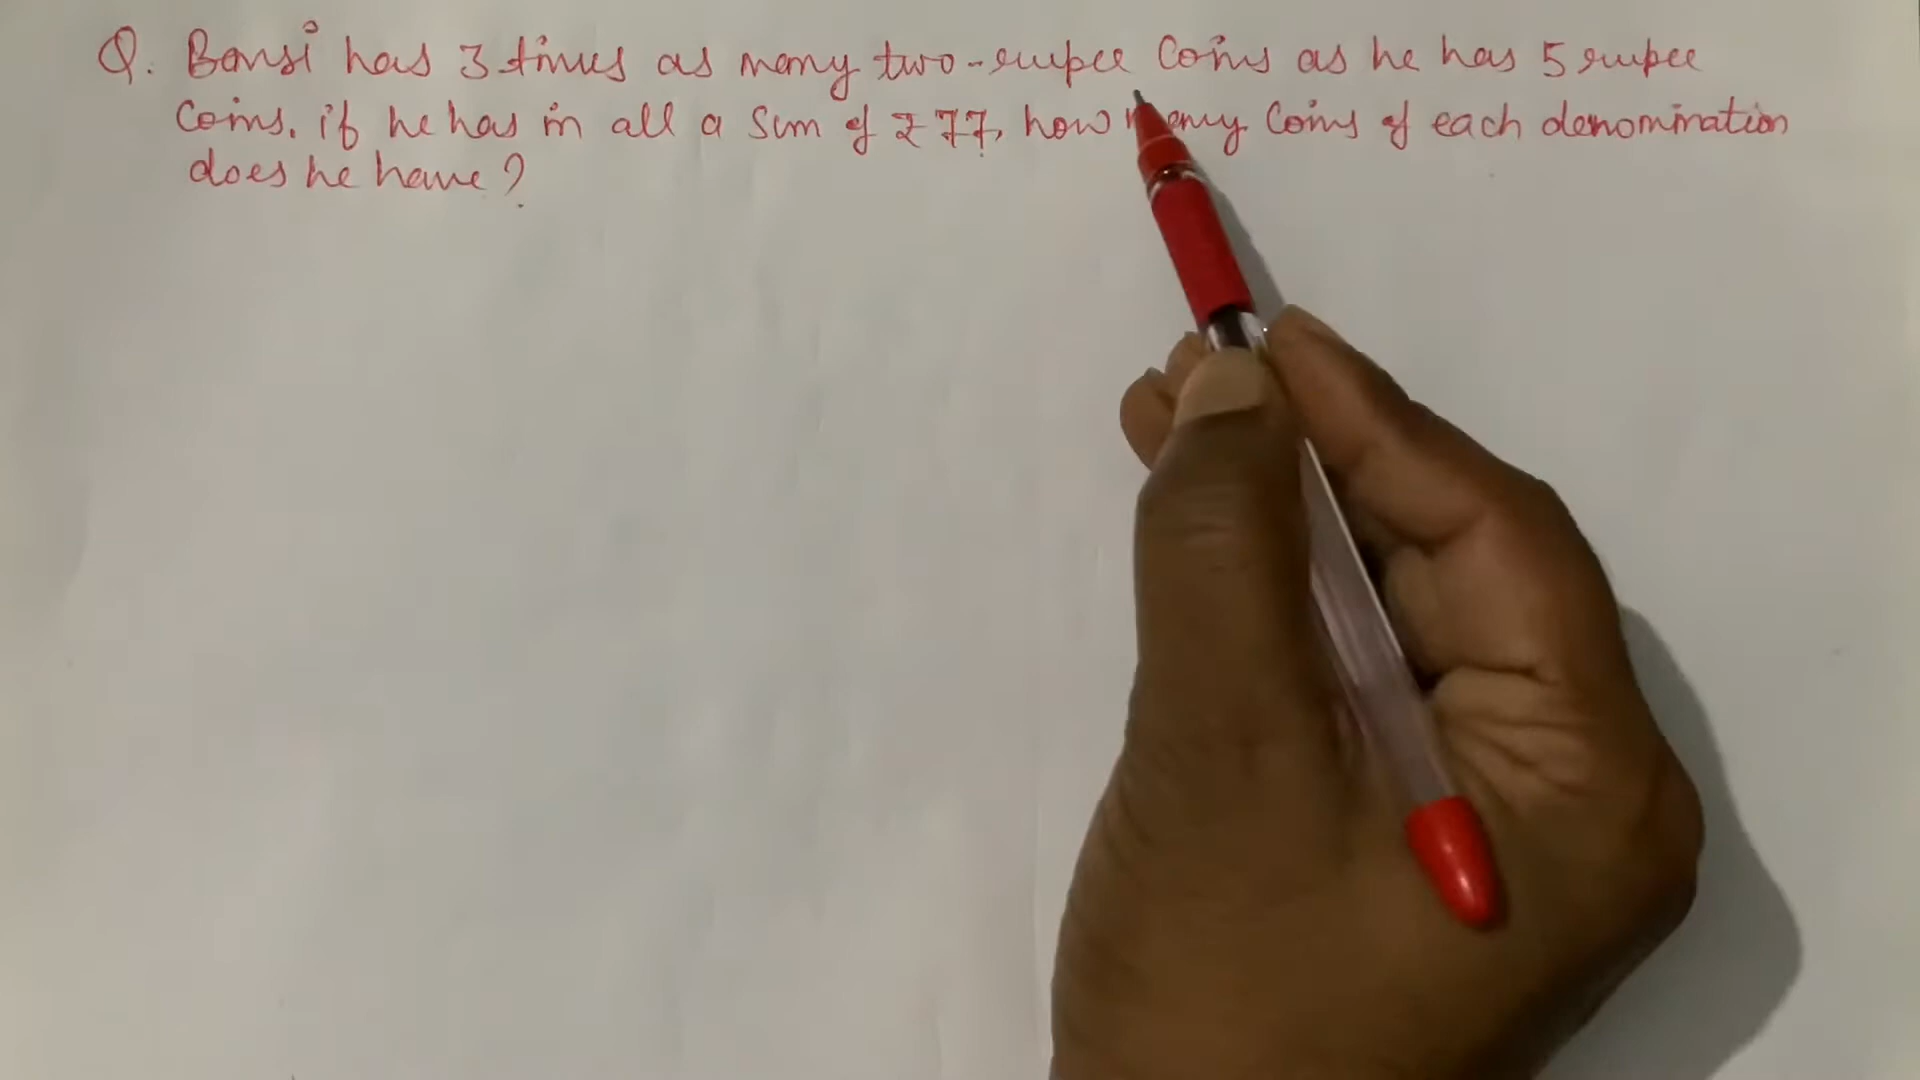 Q. Bansi has 3 times as many two-rupee Coins as he has 5 rupee
Coins. if he has in all a sum of ₹ 77, how many Coins of each denomination
does he have?